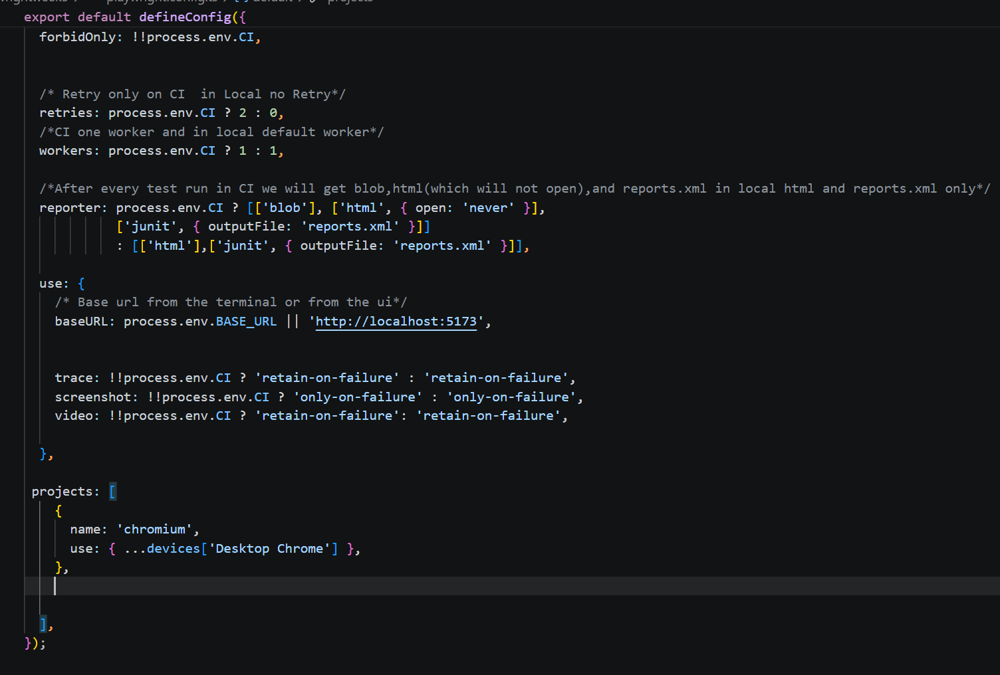 export default defineConfig({
forbidOnly: !!process.env.CI,
/* Retry only on CI  in Local no Retry*/
retries: process.env.CI ? 2 : 0,
/*CI one worker and in local default worker*/
workers: process.env.CI ? 1 : 1,
/*After every test run in CI we will get blob,html(which will not open),and reports.xml in local html and reports.xml only*/
reporter: process.env.CI ? [['blob'], ['html', { open: 'never' }],
['junit', { outputFile: 'reports.xml' }]]
: [['html'],['junit', { outputFile: 'reports.xml' }]],
use: {
/* Base url from the terminal or from the ui*/
baseURL: process.env.BASE_URL || 'http://localhost:5173',
trace: !!process.env.CI ? 'retain-on-failure' : 'retain-on-failure',
screenshot: !!process.env.CI ? 'only-on-failure' : 'only-on-failure',
video: !!process.env.CI ? 'retain-on-failure': 'retain-on-failure',
},
projects: [
{
name: 'chromium',
use: { ...devices['Desktop Chrome'] },
},
],
});